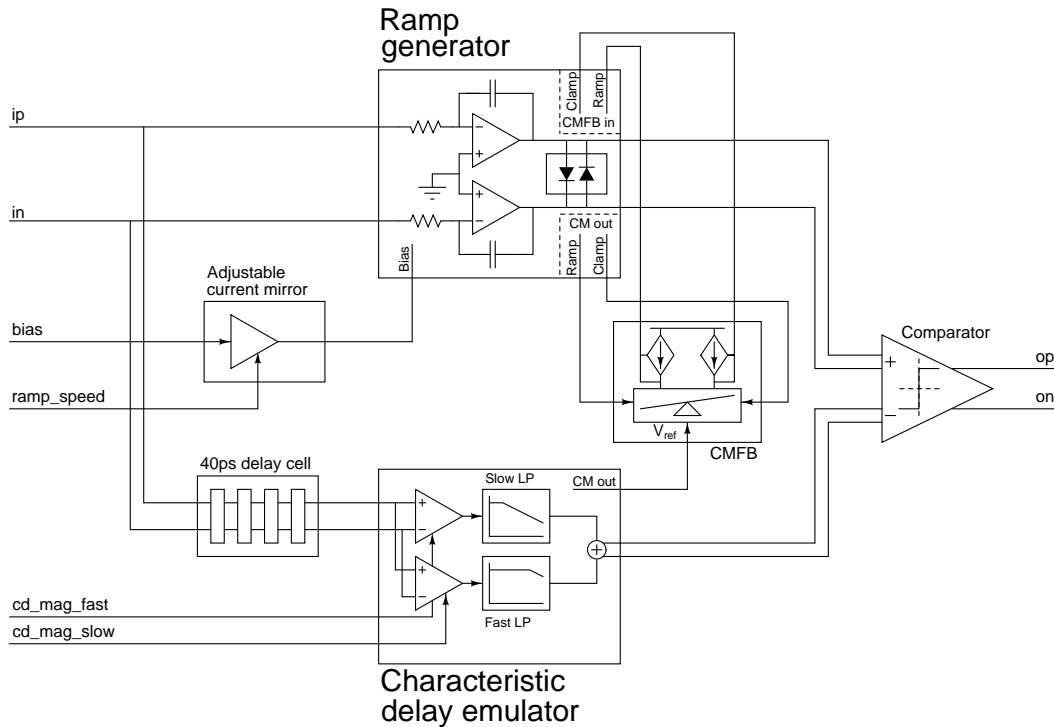 Ramp
generator
Clamp
Ramp
CMFB in
ip
−
+
in
+
−
CM out
Ramp
Clamp
Bias
Adjustable
current mirror
bias
ramp_speed
Vref
CMFB
Comparator
+
−
op
on
40ps delay cell
Slow LP
CM out
+
−
+
+
−
Fast LP
cd_mag_fast
cd_mag_slow
Characteristic
delay emulator